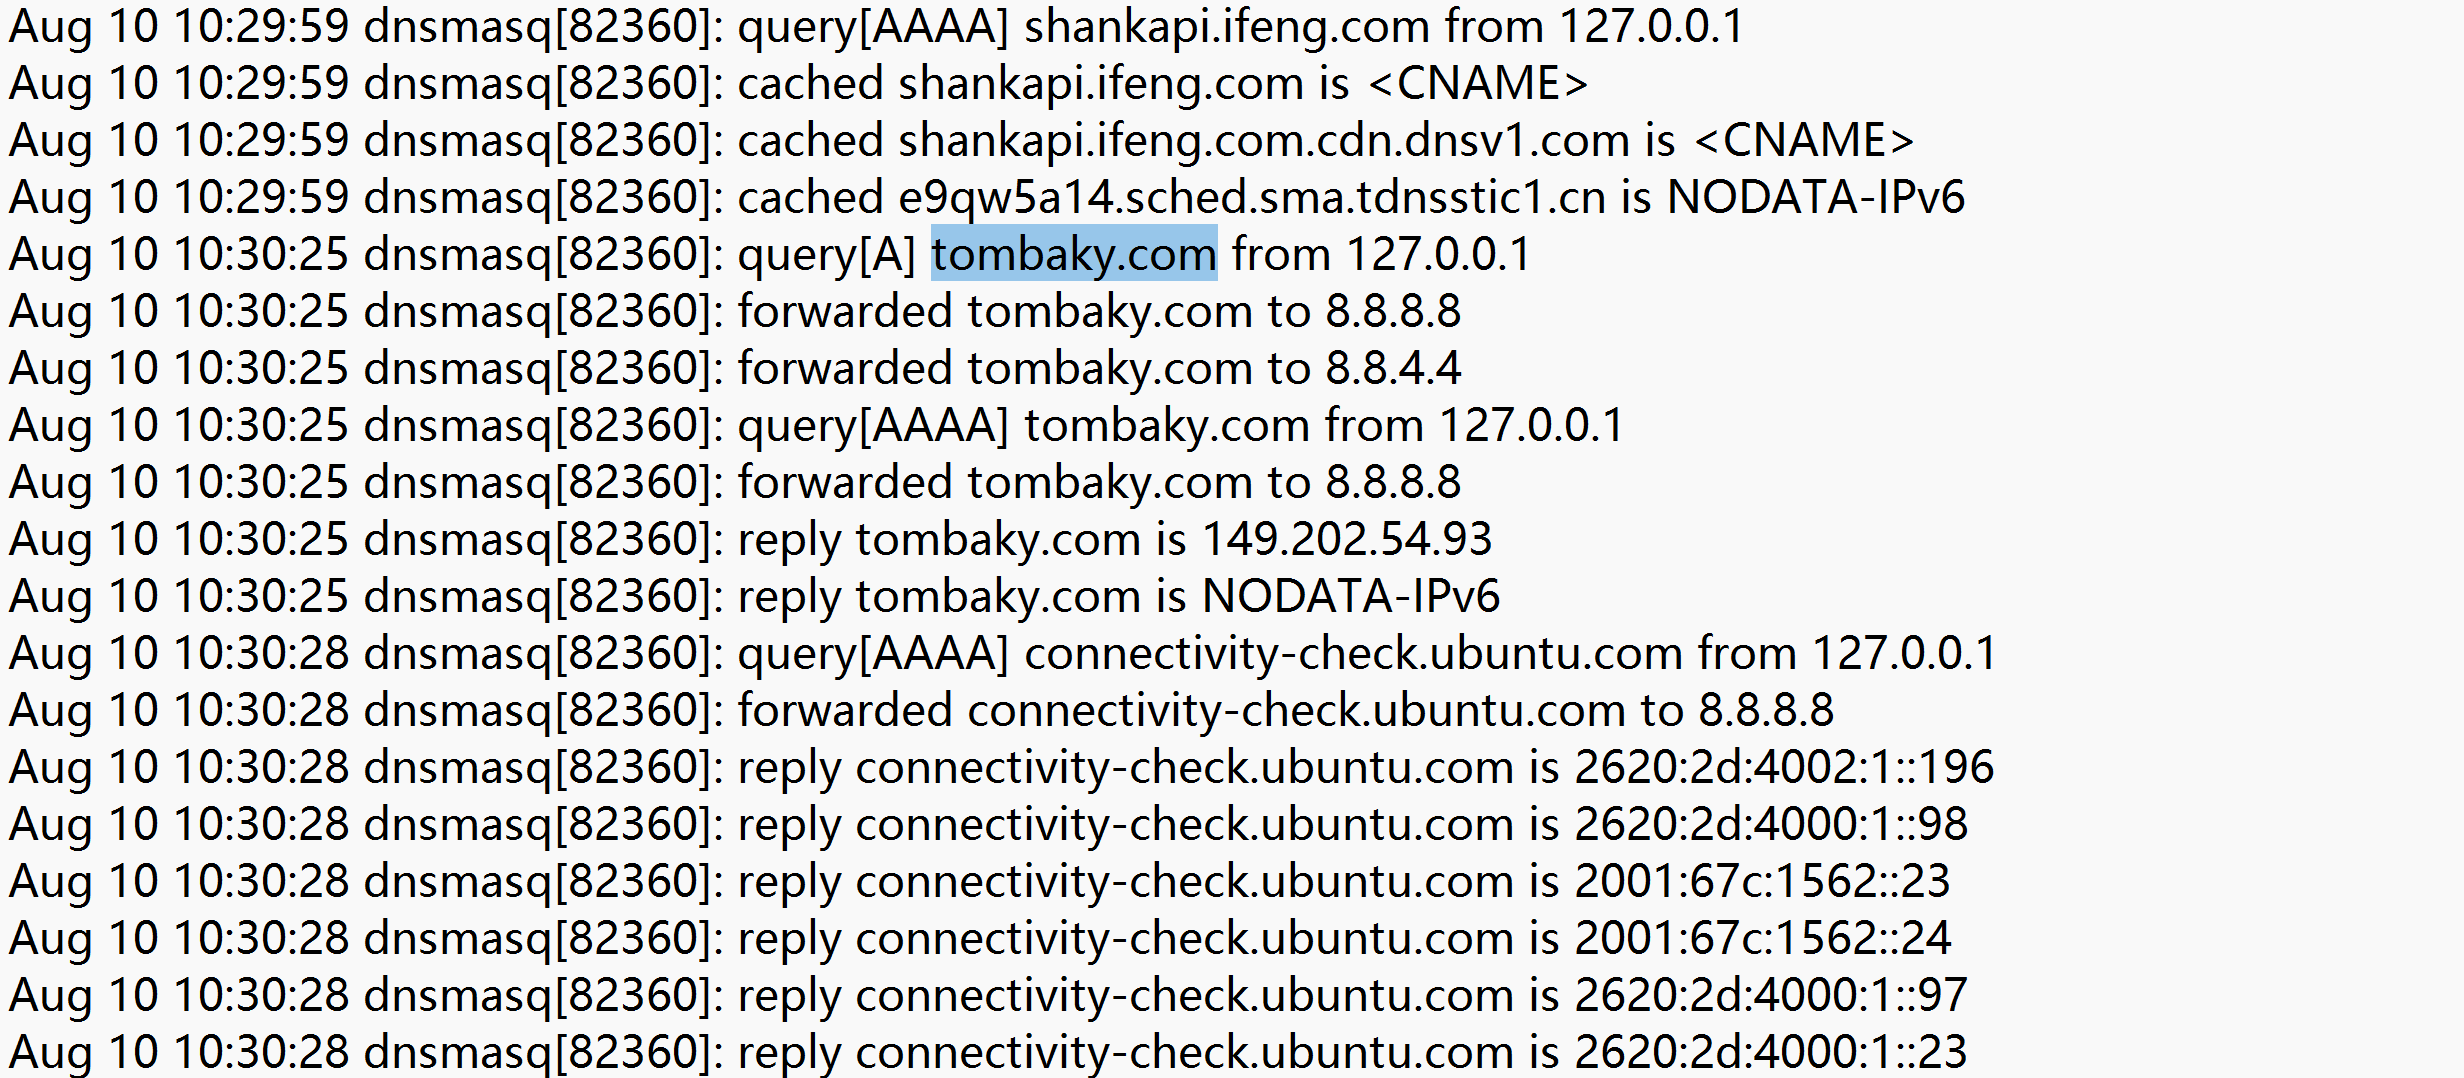 Aug 10 10:29:59 dnsmasq[82360]: query[AAAA] shankapi.ifeng.com from 127.0.0.1
Aug 10 10:29:59 dnsmasq[82360]: cached shankapi.ifeng.com is <CNAME>
Aug 10 10:29:59 dnsmasq[82360]: cached shankapi.ifeng.com.cdn.dnsv1.com is <CNAME>
Aug 10 10:29:59 dnsmasq[82360]: cached e9qw5a14.sched.sma.tdnsstic1.cn is NODATA-IPv6
Aug 10 10:30:25 dnsmasq[82360]: query[A] tombaky.com from 127.0.0.1
Aug 10 10:30:25 dnsmasq[82360]: forwarded tombaky.com to 8.8.8.8
Aug 10 10:30:25 dnsmasq[82360]: forwarded tombaky.com to 8.8.4.4
Aug 10 10:30:25 dnsmasq[82360]: query[AAAA] tombaky.com from 127.0.0.1
Aug 10 10:30:25 dnsmasq[82360]: forwarded tombaky.com to 8.8.8.8
Aug 10 10:30:25 dnsmasq[82360]: reply tombaky.com is 149.202.54.93
Aug 10 10:30:25 dnsmasq[82360]: reply tombaky.com is NODATA-IPv6
Aug 10 10:30:28 dnsmasq[82360]: query[AAAA] connectivity-check.ubuntu.com from 127.0.0.1
Aug 10 10:30:28 dnsmasq[82360]: forwarded connectivity-check.ubuntu.com to 8.8.8.8
Aug 10 10:30:28 dnsmasq[82360]: reply connectivity-check.ubuntu.com is 2620:2d:4002:1::196
Aug 10 10:30:28 dnsmasq[82360]: reply connectivity-check.ubuntu.com is 2620:2d:4000:1::98
Aug 10 10:30:28 dnsmasq[82360]: reply connectivity-check.ubuntu.com is 2001:67c:1562::23
Aug 10 10:30:28 dnsmasq[82360]: reply connectivity-check.ubuntu.com is 2001:67c:1562::24
Aug 10 10:30:28 dnsmasq[82360]: reply connectivity-check.ubuntu.com is 2620:2d:4000:1::97
Aug 10 10:30:28 dnsmasq[82360]: reply connectivity-check.ubuntu.com is 2620:2d:4000:1::23